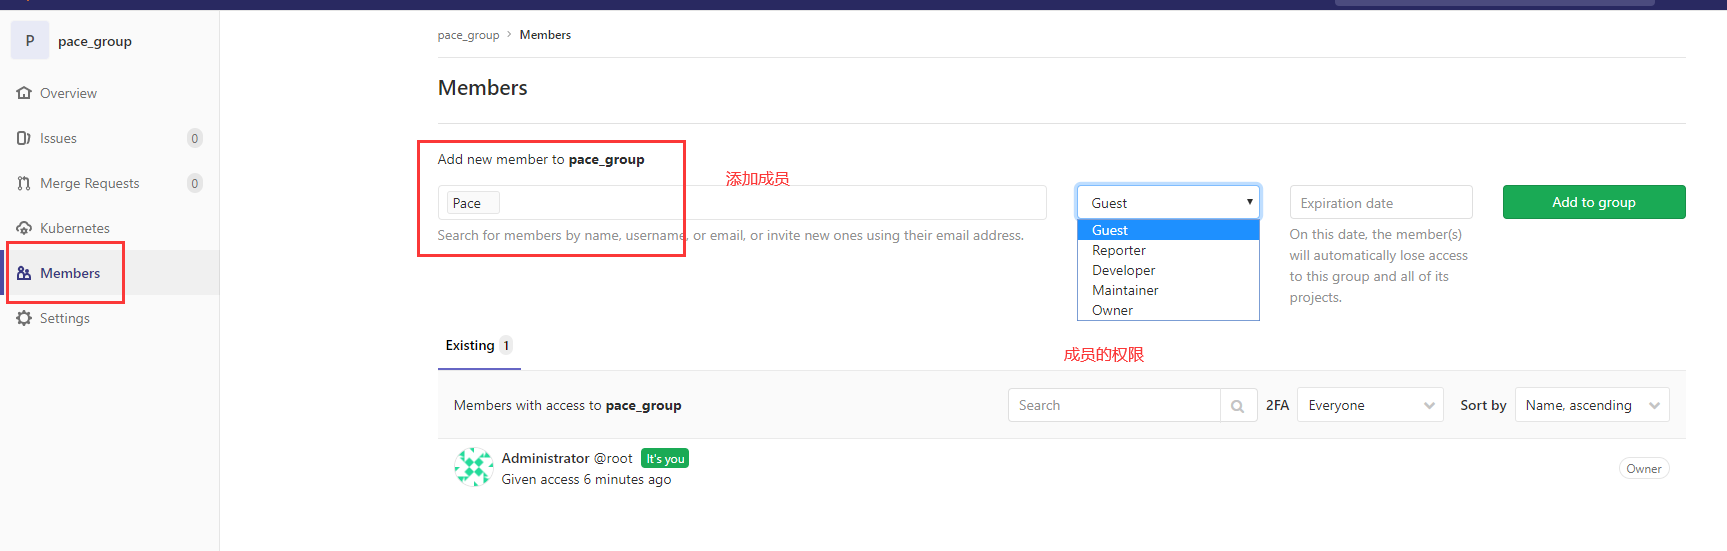 P pace_group
Overview
Issues 0
Merge Requests 0
Kubernetes
Members
Settings
pace_group > Members
Members
Add new member to pace_group
添加成员
Pace
Search for members by name, username, or email, or invite new ones using their email address.
Guest
Guest
Reporter
Developer
Maintainer
Owner
Expiration date
On this date, the member(s)
will automatically lose access
to this group and all of its
projects.
Add to group
成员的权限
Existing 1
Members with access to pace_group
Search
2FA Everyone
Sort by Name, ascending
Administrator @root It's you
Given access 6 minutes ago
Owner